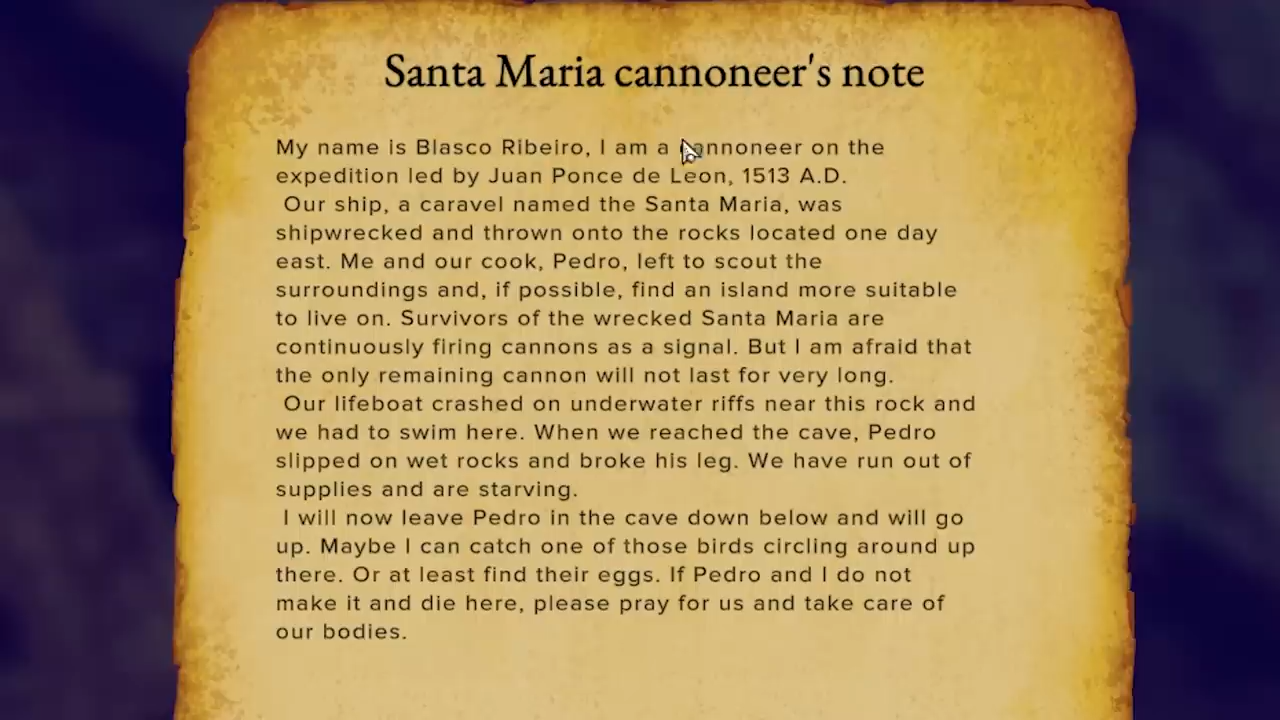 Santa Maria cannoneer's note
My name is Blasco Ribeiro, I am a cannoneer on the
expedition led by Juan Ponce de Leon, 1513 A.D.
Our ship, a caravel named the Santa Maria, was
shipwrecked and thrown onto the rocks located one day
east. Me and our cook, Pedro, left to scout the
surroundings and, if possible, find an island more suitable
to live on. Survivors of the wrecked Santa Maria are
continuously firing cannons as a signal. But I am afraid that
the only remaining cannon will not last for very long.
Our lifeboat crashed on underwater riffs near this rock and
we had to swim here. When we reached the cave, Pedro
slipped on wet rocks and broke his leg. We have run out of
supplies and are starving.
I will now leave Pedro in the cave down below and will go
up. Maybe I can catch one of those birds circling around up
there. Or at least find their eggs. If Pedro and I do not
make it and die here, please pray for us and take care of
our bodies.